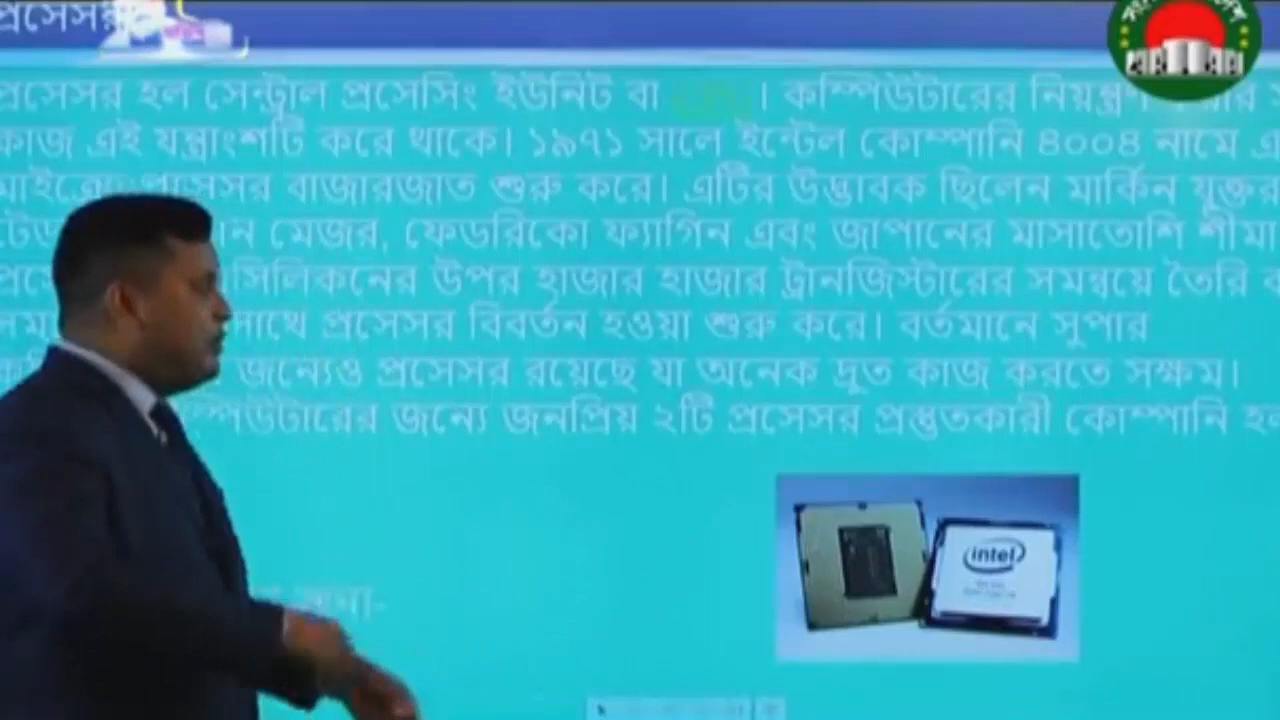 প্রসেসর
প্রসেসর হল সেন্ট্রাল প্রসেসিং ইউনিট বা । কম্পিউটারের নিয়ন্ত্রণ
কাজ এই যন্ত্রাংশটি করে থাকে। ১৯৭১ সালে ইন্টেল কোম্পানি ৪০০৪ নামে
মাইক্রো প্রসেসর বাজারজাত শুরু করে। এটির উদ্ভাবক ছিলেন মার্কিন
মেজর, ফেডরিকো ফ্যাগিন এবং জাপানের মাসাতোশি শীমা
সিলিকনের উপর হাজার হাজার ট্রানজিস্টারের সমন্বয়ে তৈরি
সাথে প্রসেসর বিবর্তন হওয়া শুরু করে। বর্তমানে সুপার
জন্যেও প্রসেসর রয়েছে যা অনেক দ্রুত কাজ করতে সক্ষম।
কম্পিউটারের জন্যে জনপ্রিয় ২টি প্রসেসর প্রস্তুতকারী কোম্পানি
intel